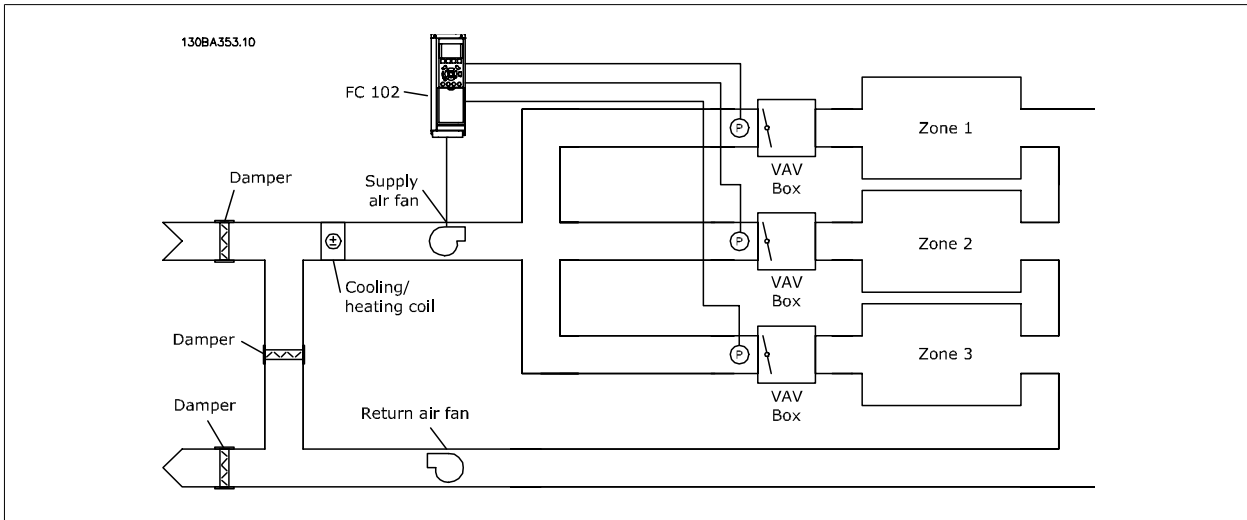 130BA353.10
FC 102
Damper
Supply
air fan
Cooling/
heating coil
Damper
Damper
Return air fan
P
VAV
Box
Zone 1
P
VAV
Box
Zone 2
P
VAV
Box
Zone 3